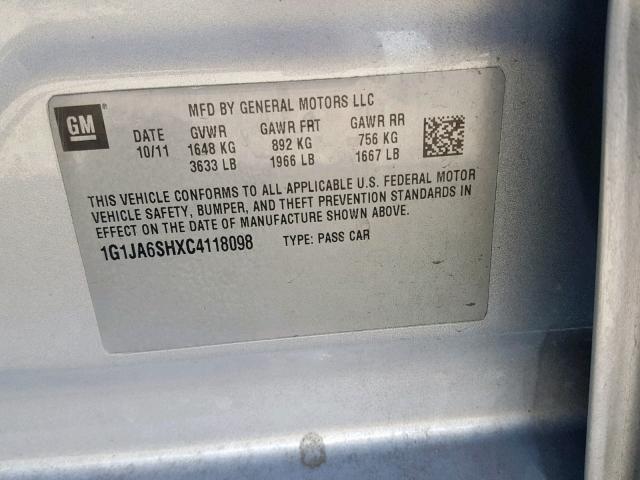 GM
MFD BY GENERAL MOTORS LLC
DATE GVWR GAWR FRT GAWR RR
10/11 1648 KG 892 KG 756 KG
3633 LB 1966 LB 1667 LB
THIS VEHICLE CONFORMS TO ALL APPLICABLE U.S. FEDERAL MOTOR
VEHICLE SAFETY, BUMPER, AND THEFT PREVENTION STANDARDS IN
EFFECT ON THE DATE OF MANUFACTURE SHOWN ABOVE.
1G1JA6SHXC4118098 TYPE: PASS CAR